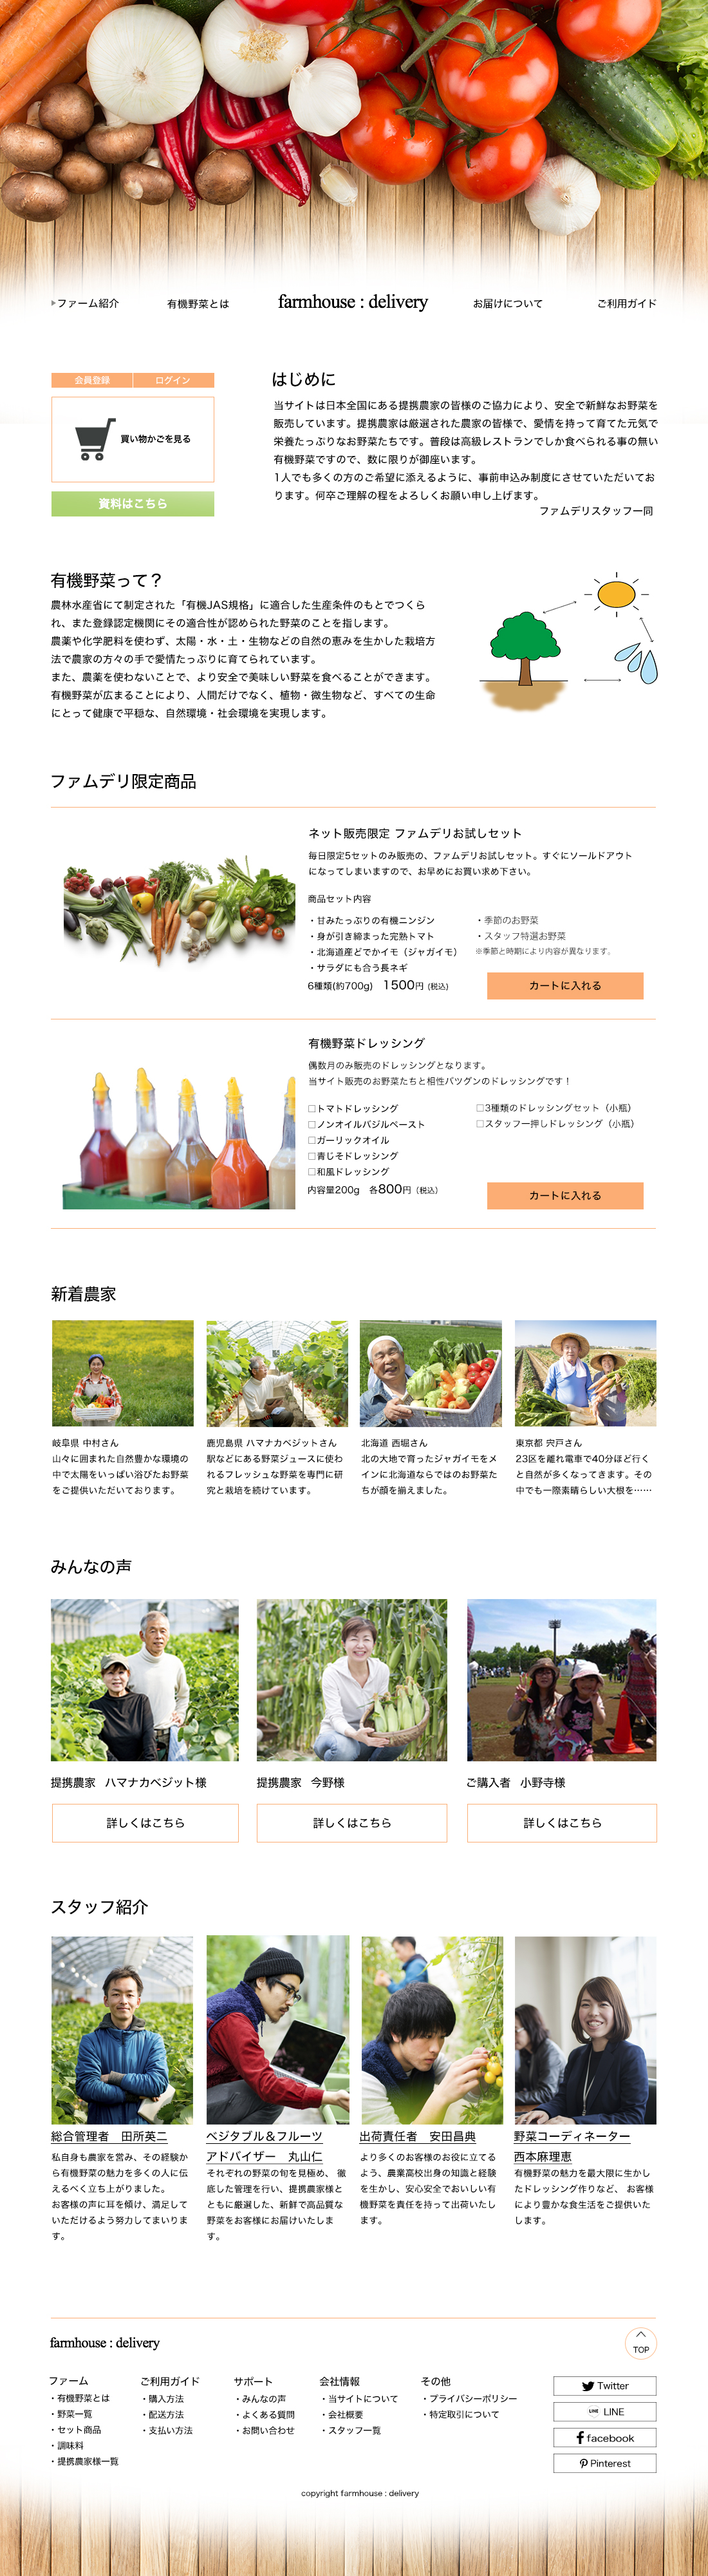 ファーム紹介
有機野菜とは
farmhouse : delivery
お届けについて
ご利用ガイド
会員登録
ログイン
買い物かごを見る
資料はこちら
はじめに
当サイトは日本全国にある提携農家の皆様のご協力により、安全で新鮮なお野菜を
販売しています。提携農家は厳選された農家の皆様で、愛情を持って育てた元気で
栄養たっぷりなお野菜たちです。普段は高級レストランでしか食べられる事の無い
有機野菜ですので、数に限りが御座います。
1人でも多くの方のご希望に添えるように、事前申込み制度にさせていただいてお
ります。何卒ご理解の程をよろしくお願い申し上げます。
ファムデリスタッフ一同
有機野菜って？
農林水産省にて制定された「有機JAS規格」に適合した生産条件のもとでつくら
れ、また登録認定機関にその適合性が認められた野菜のことを指します。
農薬や化学肥料を使わず、太陽・水・土・生物などの自然の恵みを生かした栽培方
法で農家の方々の手で愛情たっぷりに育てられています。
また、農薬を使わないことで、より安全で美味しい野菜を食べることができます。
有機野菜が広まることにより、人間だけでなく、植物・微生物など、すべての生命
にとって健康で平穏な、自然環境・社会環境を実現します。
ファムデリ限定商品
ネット販売限定 ファムデリお試しセット
毎日限定5セットのみ販売の、ファムデリお試しセット。すぐにソールドアウト
になってしまいますので、お早めにお買い求め下さい。
商品セット内容
・甘みたっぷりの有機ニンジン
・身が引き締まった完熟トマト
・北海道産どでかイモ（ジャガイモ）
・サラダにも合う長ネギ
・季節のお野菜
・スタッフ特選お野菜
※季節と時期により内容が異なります。
6種類(約700g) 1500円 (税込)
カートに入れる
有機野菜ドレッシング
偶数月のみ販売のドレッシングとなります。
当サイト販売のお野菜たちと相性バツグンのドレッシングです！
□トマトドレッシング
□ノンオイルバジルペースト
□ガーリックオイル
□青じそドレッシング
□和風ドレッシング
□3種類のドレッシングセット（小瓶）
□スタッフ一押しドレッシング（小瓶）
内容量200g 各800円（税込）
カートに入れる
新着農家
岐阜県 中村さん
山々に囲まれた自然豊かな環境の
中で太陽をいっぱい浴びたお野菜
をご提供いただいております。
鹿児島県 ハマナカベジットさん
駅などにある野菜ジュースに使わ
れるフレッシュな野菜を専門に研
究と栽培を続けています。
北海道 西堀さん
北の大地で育ったジャガイモをメ
インに北海道ならではのお野菜た
ちが顔を揃えました。
東京都 宍戸さん
23区を離れ電車で40分ほど行く
と自然が多くなってきます。その
中でも一際素晴らしい大根を……
みんなの声
提携農家 ハマナカベジット様
提携農家 今野様
ご購入者 小野寺様
詳しくはこちら
詳しくはこちら
詳しくはこちら
スタッフ紹介
総合管理者 田所英二
私自身も農家を営み、その経験か
ら有機野菜の魅力を多くの人に伝
えるべく立ち上がりました。
お客様の声に耳を傾け、満足して
いただけるよう努力してまいりま
す。
ベジタブル＆フルーツ
アドバイザー 丸山仁
それぞれの野菜の旬を見極め、 徹
底した管理を行い、提携農家様と
ともに厳選した、新鮮で高品質な
野菜をお客様にお届けいたしま
す。
出荷責任者 安田昌典
より多くのお客様のお役に立てる
よう、農業高校出身の知識と経験
を生かし、安心安全でおいしい有
機野菜を責任を持って出荷いたし
ます。
野菜コーディネーター
西本麻理恵
有機野菜の魅力を最大限に生かし
たドレッシング作りなど、 お客様
により豊かな食生活をご提供いた
します。
farmhouse : delivery
TOP
ファーム
・有機野菜とは
・野菜一覧
・セット商品
・調味料
・提携農家様一覧
ご利用ガイド
・購入方法
・配送方法
・支払い方法
サポート
・みんなの声
・よくある質問
・お問い合わせ
会社情報
・当サイトについて
・会社概要
・スタッフ一覧
その他
・プライバシーポリシー
・特定取引について
Twitter
LINE
facebook
Pinterest
copyright farmhouse : delivery